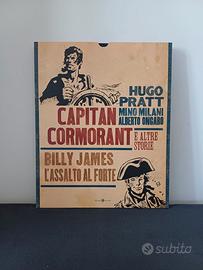 HUGO
PRATT
MINO MILANI
ALBERTO ONGARO
CAPITAN
CORMORANT
E ALTRE
STORIE
BILLY JAMES
L'ASSALTO AL FORTE
subito